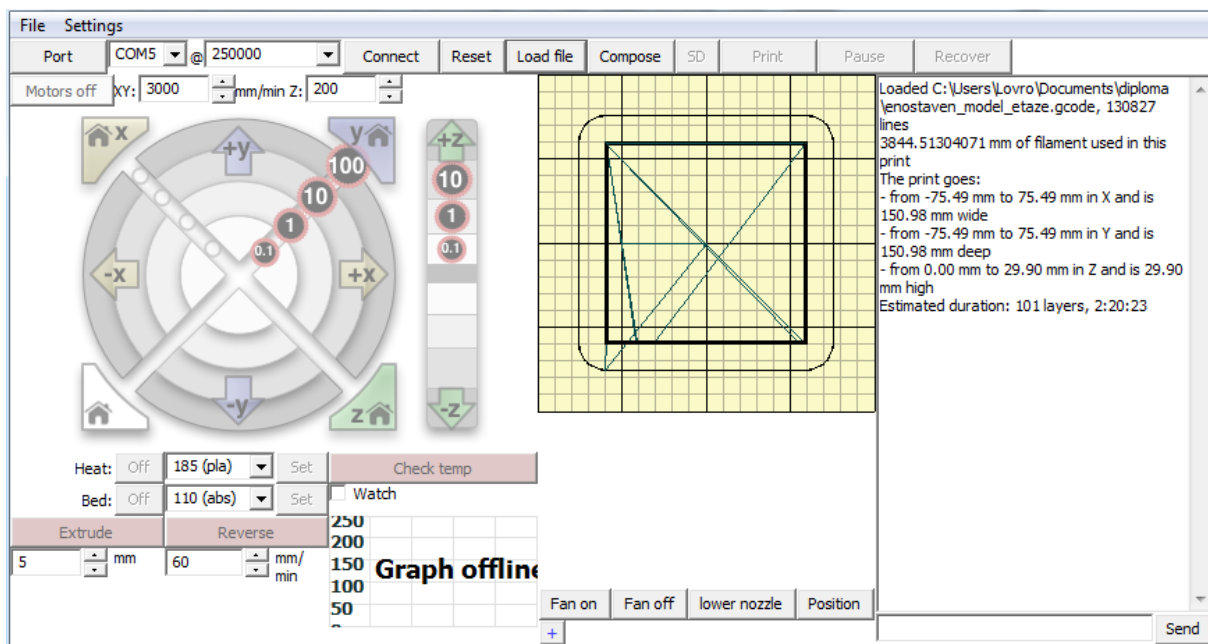 File Settings
Port COM5 @ 250000 Connect Reset Load file Compose SD Print Pause Recover
Motors off XY: 3000 mm/min Z: 200
x y
+y
100
10
1
0.1
-x +x
-y
z
+z
10
1
0.1
-z
Heat: Off 185 (pla) Set Check temp
Bed: Off 110 (abs) Set Watch
Extrude Reverse
5 mm 60 mm/
min
250
200
150
100
50
0
Graph offline
Fan on Fan off lower nozzle Position
+
Loaded C:\Users\Lovro\Documents\diploma
\enostaven_model_etaze.gcode, 130827
lines
3844.51304071 mm of filament used in this
print
The print goes:
- from -75.49 mm to 75.49 mm in X and is
150.98 mm wide
- from -75.49 mm to 75.49 mm in Y and is
150.98 mm deep
- from 0.00 mm to 29.90 mm in Z and is 29.90
mm high
Estimated duration: 101 layers, 2:20:23
Send